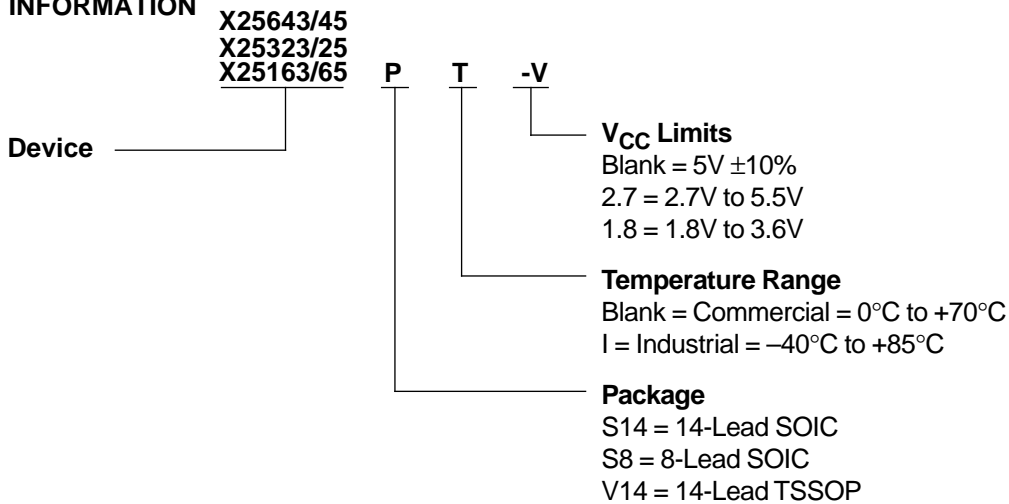 INFORMATION
X25643/45
X25323/25
X25163/65 P T -V
Device
VCC Limits
Blank = 5V ±10%
2.7 = 2.7V to 5.5V
1.8 = 1.8V to 3.6V
Temperature Range
Blank = Commercial = 0°C to +70°C
I = Industrial = –40°C to +85°C
Package
S14 = 14-Lead SOIC
S8 = 8-Lead SOIC
V14 = 14-Lead TSSOP